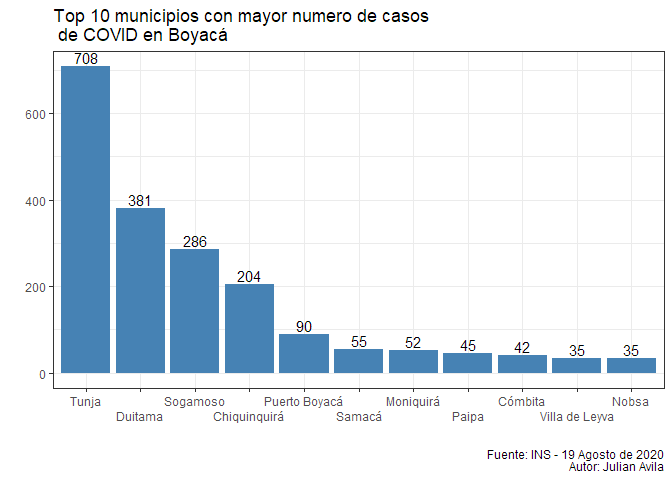 Top 10 municipios con mayor numero de casos
de COVID en Boyacá
708
600
381
400
286
204
200
90
55
52
45
42
35
35
0
Tunja
Sogamoso
Puerto Boyacá
Moniquirá
Cómbita
Nobsa
Duitama
Chiquinquirá
Samacá
Paipa
Villa de Leyva
Fuente: INS - 19 Agosto de 2020
Autor: Julian Avila